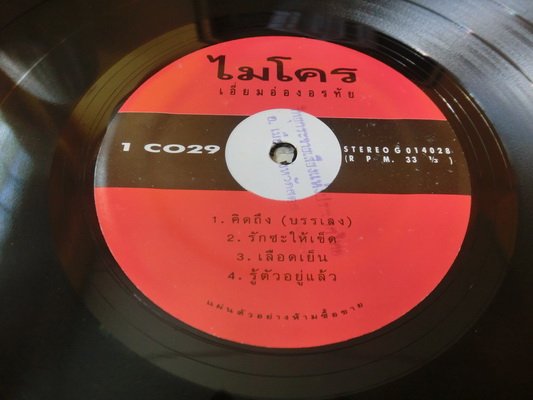 ไมโคร
เอี่ยมอ่องอรทัย
1 CO29
STEREO G014028
(R P M. 33 ⅓)
1. คิดถึง (บรรเลง)
2. รักซะให้เข็ด
3. เลือดเย็น
4. รู้ตัวอยู่แล้ว
แผ่นตัวอย่างห้ามซื้อขาย